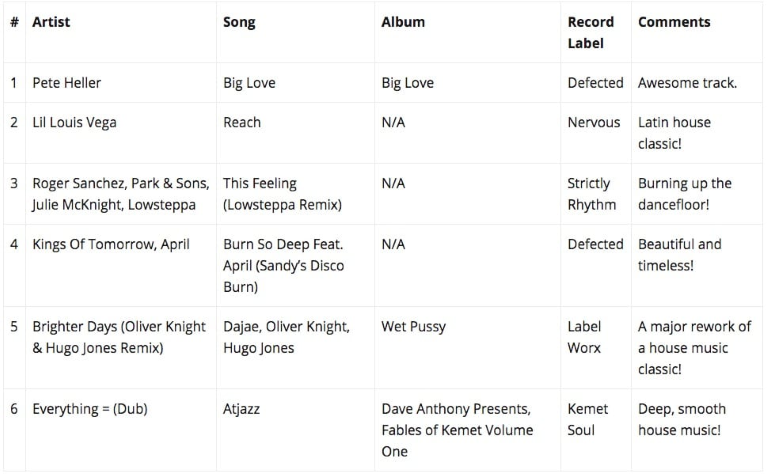 # Artist Song Album Record Label Comments
1 Pete Heller Big Love Big Love Defected Awesome track.
2 Lil Louis Vega Reach N/A Nervous Latin house classic!
3 Roger Sanchez, Park & Sons, Julie McKnight, Lowsteppa This Feeling (Lowsteppa Remix) N/A Strictly Rhythm Burning up the dancefloor!
4 Kings Of Tomorrow, April Burn So Deep Feat. April (Sandy’s Disco Burn) N/A Defected Beautiful and timeless!
5 Brighter Days (Oliver Knight & Hugo Jones Remix) Dajae, Oliver Knight, Hugo Jones Wet Pussy Label Worx A major rework of a house music classic!
6 Everything = (Dub) Atjazz Dave Anthony Presents, Fables of Kemet Volume One Kemet Soul Deep, smooth house music!